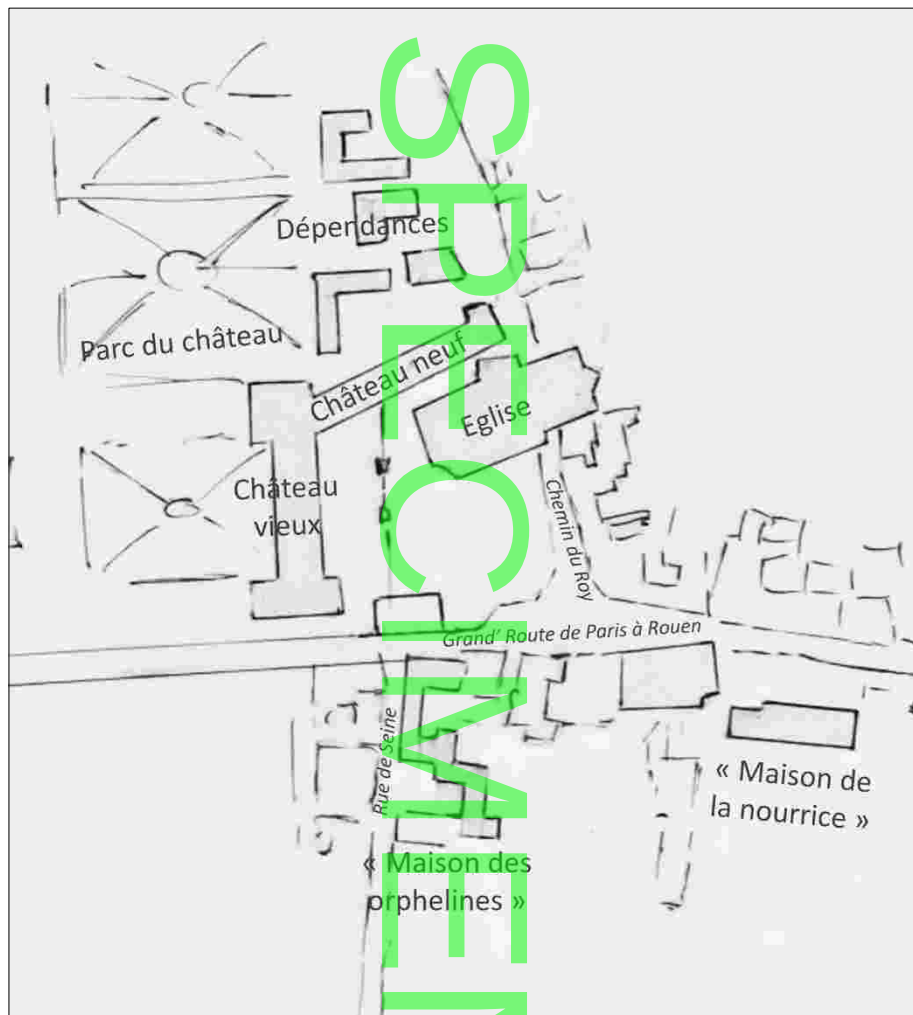 Dépendances
Parc du château
Château neuf
Eglise
Château
vieux
Chemin du Roy
Grand' Route de Paris à Rouen
Rue de Seine
« Maison de
la nourrice »
« Maison des
orphelines »
SPECIMEN